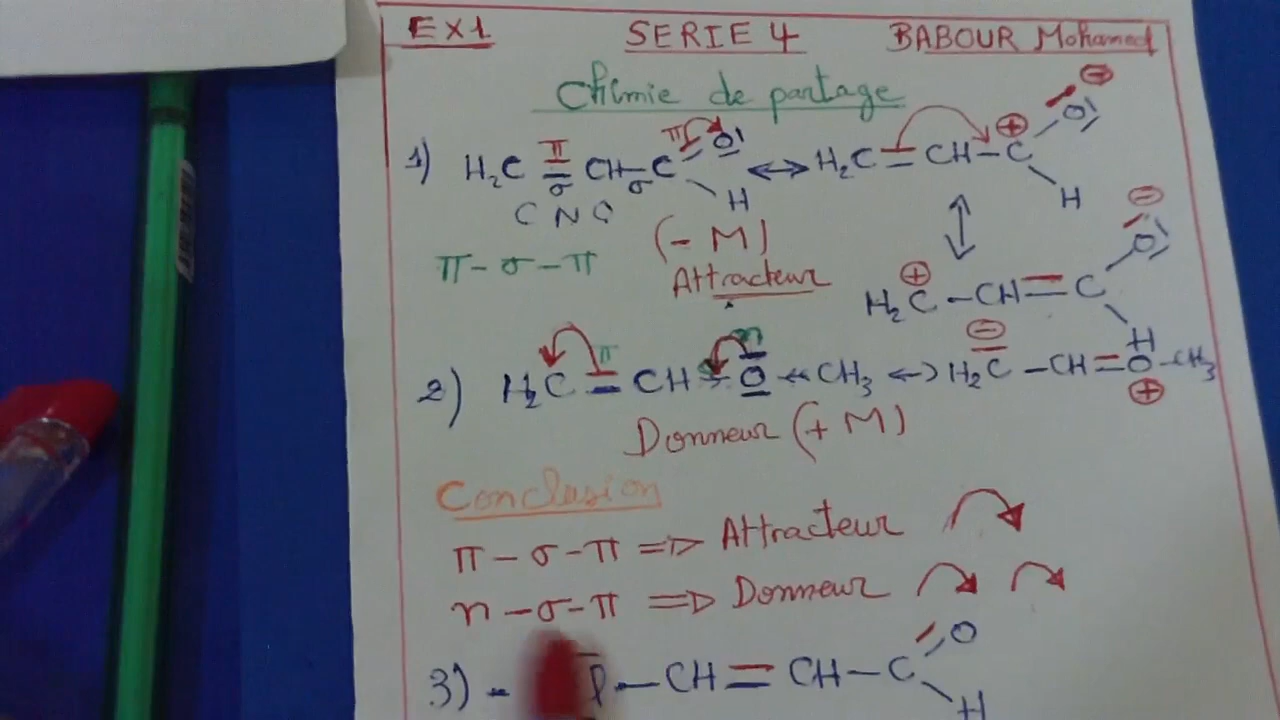 EX1 SERIE 4 BABOUR Mohamed
Chimie de partage
1) H₂C = CH – C = O H ↔ H₂C = CH – C ⊕ O ⊖ H
π σ σ π
π – σ – π (– M)
Attracteur
H₂C ⊕ – CH = C O ⊖ H
2) H₂C = CH – O – CH₃ ↔ H₂C ⊖ – CH = O ⊕ – CH₃
π n
Donneur (+ M)
Conclusion
π – σ – π ⇒ Attracteur
n – σ – π ⇒ Donneur
3) – CH = CH – C = O H